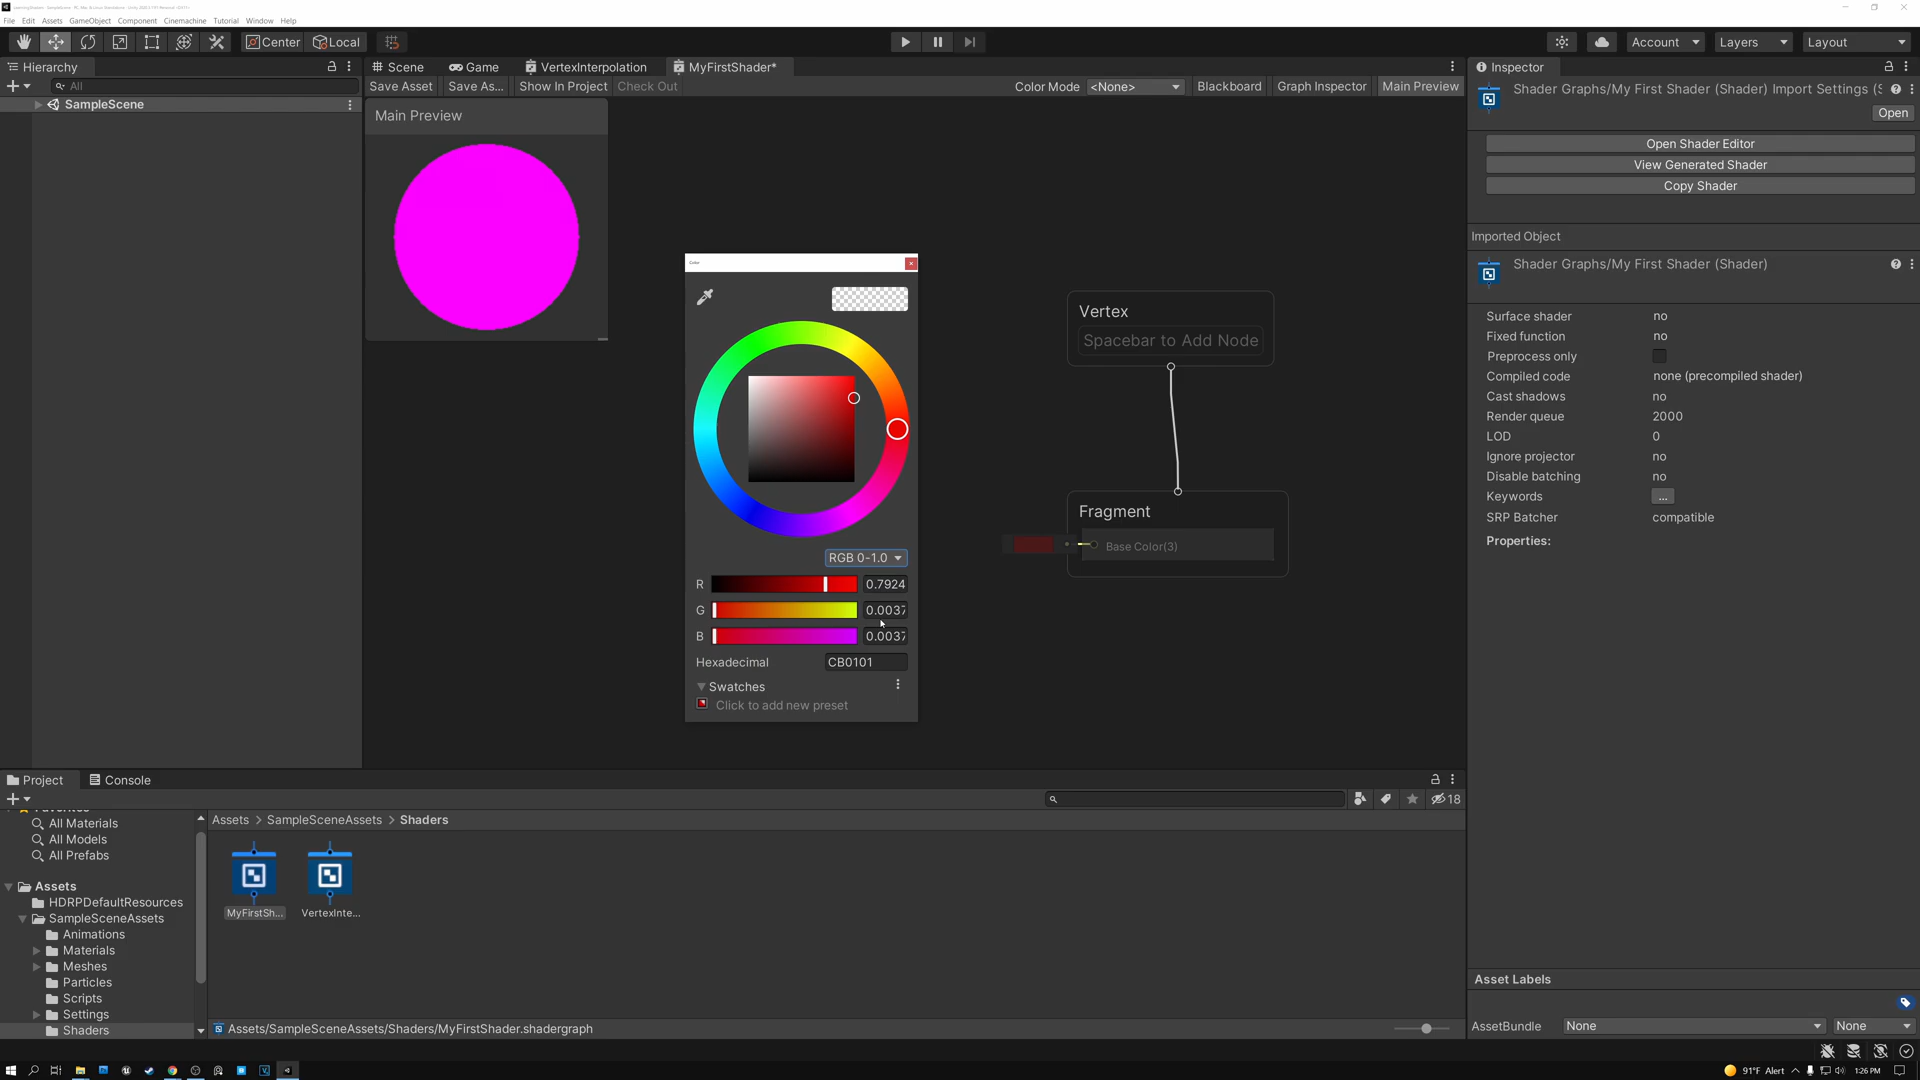 File Edit Assets GameObject Component Cinemachine Tutorial Window Help
Center Local
Account Layers Layout
Hierarchy
All
SampleScene
Scene Game VertexInterpolation MyFirstShader*
Save Asset Save As... Show In Project Check Out Color Mode <None> Blackboard Graph Inspector Main Preview
Main Preview
Color
RGB 0-1.0
R 0.7924
G 0.0037
B 0.0037
Hexadecimal CB0101
Swatches
Click to add new preset
Vertex
Spacebar to Add Node
Fragment
Base Color(3)
Inspector
Shader Graphs/My First Shader (Shader) Import Settings (S
Open
Open Shader Editor
View Generated Shader
Copy Shader
Imported Object
Shader Graphs/My First Shader (Shader)
Surface shader no
Fixed function no
Preprocess only
Compiled code none (precompiled shader)
Cast shadows no
Render queue 2000
LOD 0
Ignore projector no
Disable batching no
Keywords ...
SRP Batcher compatible
Properties:
Asset Labels
AssetBundle None None
Project Console
18
Favorites
All Materials
All Models
All Prefabs
Assets
HDRPDefaultResources
SampleSceneAssets
Animations
Materials
Meshes
Particles
Scripts
Settings
Shaders
Assets > SampleSceneAssets > Shaders
MyFirstSh... VertexInte...
Assets/SampleSceneAssets/Shaders/MyFirstShader.shadergraph
91°F Alert 1:26 PM